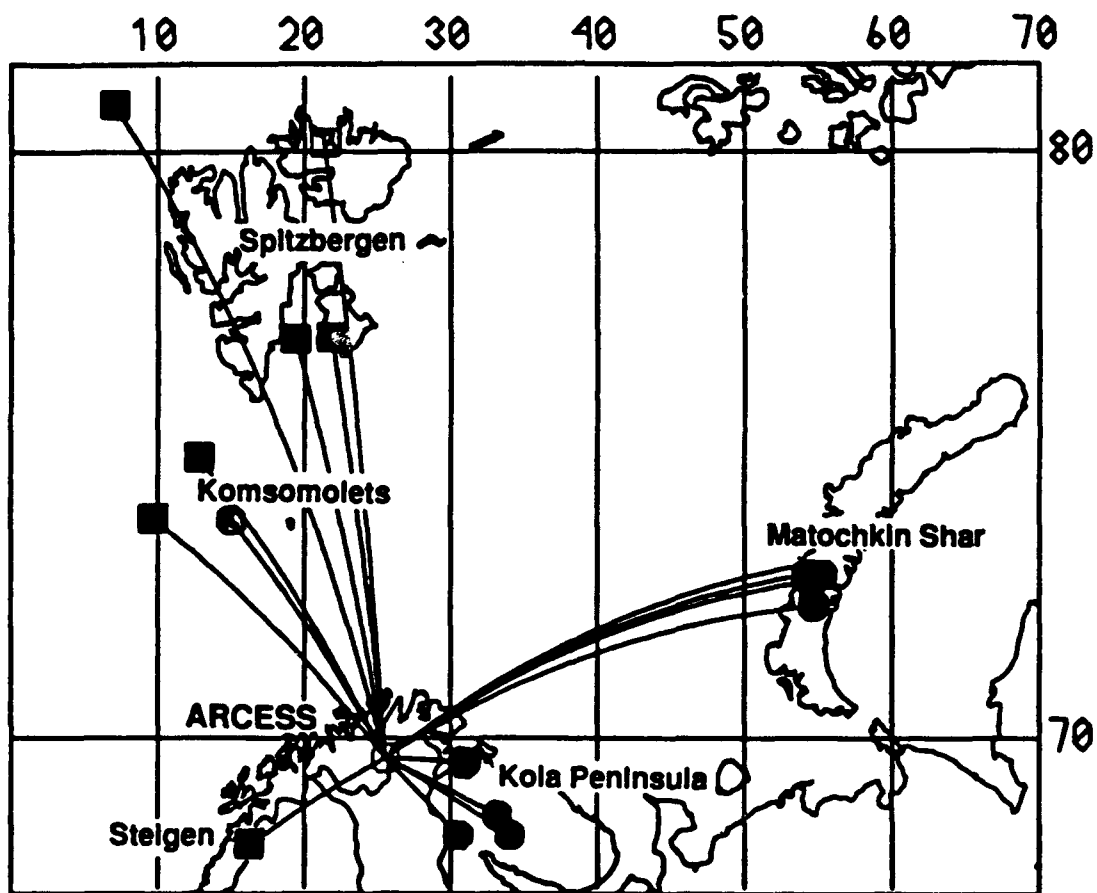 10 20 30 40 50 60 70
80
Spitzbergen
Komsomolets
Matochkin Shar
ARCESS
70
Kola Peninsula
Steigen